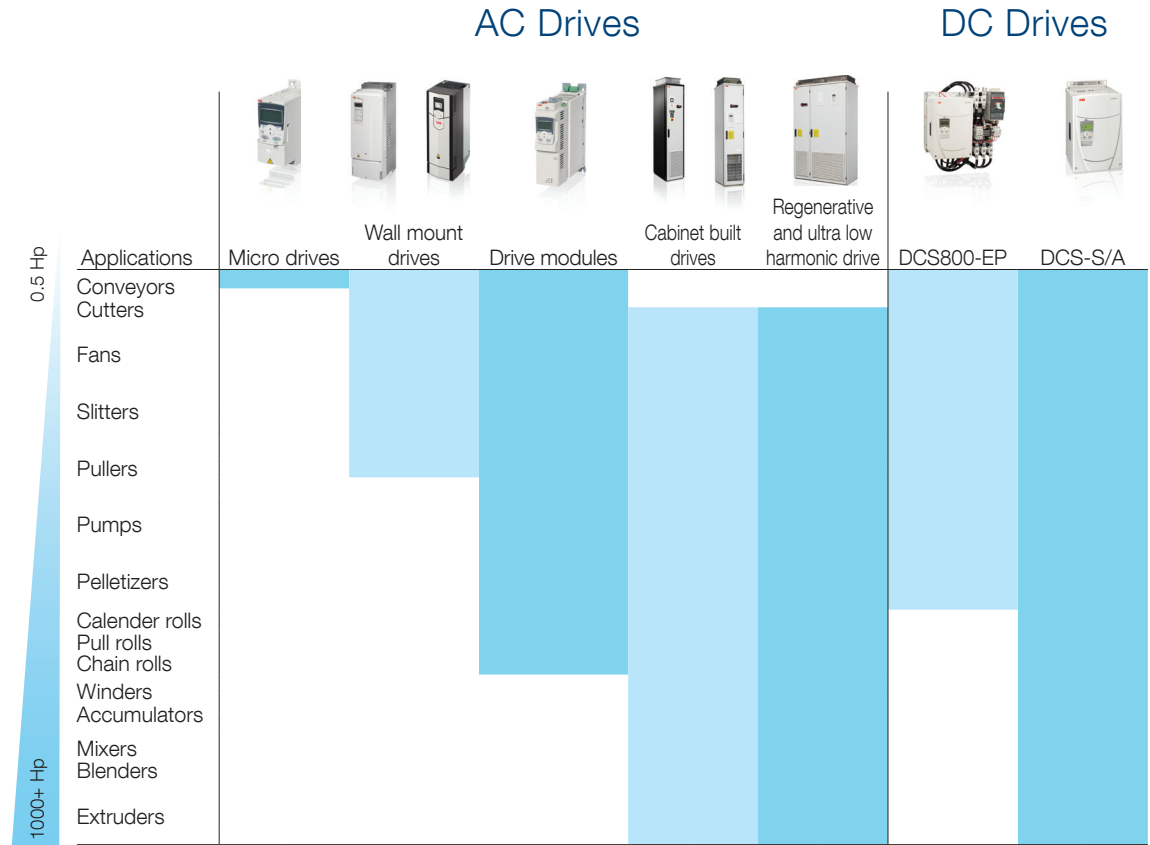 AC Drives
DC Drives
Applications
Micro drives
Wall mount
drives
Drive modules
Cabinet built
drives
Regenerative
and ultra low
harmonic drive
DCS800-EP
DCS-S/A
0.5 Hp
1000+ Hp
Conveyors
Cutters
Fans
Slitters
Pullers
Pumps
Pelletizers
Calender rolls
Pull rolls
Chain rolls
Winders
Accumulators
Mixers
Blenders
Extruders